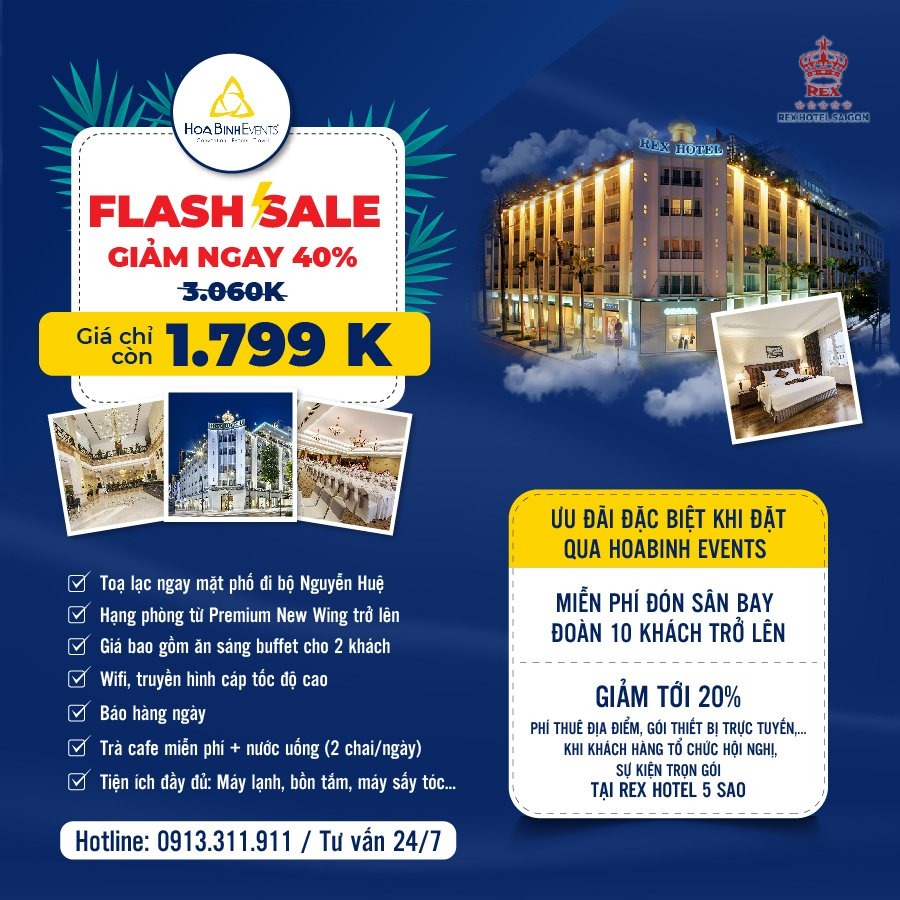 HOA BINH EVENTS
REX
REX HOTEL SAIGON
REX HOTEL
FLASH SALE
GIẢM NGAY 40%
3.060K
Giá chỉ
còn
1.799 K
Toạ lạc ngay mặt phố đi bộ Nguyễn Huệ
Hạng phòng từ Premium New Wing trở lên
Giá bao gồm ăn sáng buffet cho 2 khách
Wifi, truyền hình cáp tốc độ cao
Báo hàng ngày
Trà cafe miễn phí + nước uống (2 chai/ngày)
Tiện ích đầy đủ: Máy lạnh, bồn tắm, máy sấy tóc...
Hotline: 0913.311.911 / Tư vấn 24/7
ƯU ĐÃI ĐẶC BIỆT KHI ĐẶT
QUA HOABINH EVENTS
MIỄN PHÍ ĐÓN SÂN BAY
ĐOÀN 10 KHÁCH TRỞ LÊN
GIẢM TỚI 20%
PHÍ THUÊ ĐỊA ĐIỂM, GÓI THIẾT BỊ TRỰC TUYẾN,...
KHI KHÁCH HÀNG TỔ CHỨC HỘI NGHỊ,
SỰ KIỆN TRỌN GÓI
TẠI REX HOTEL 5 SAO